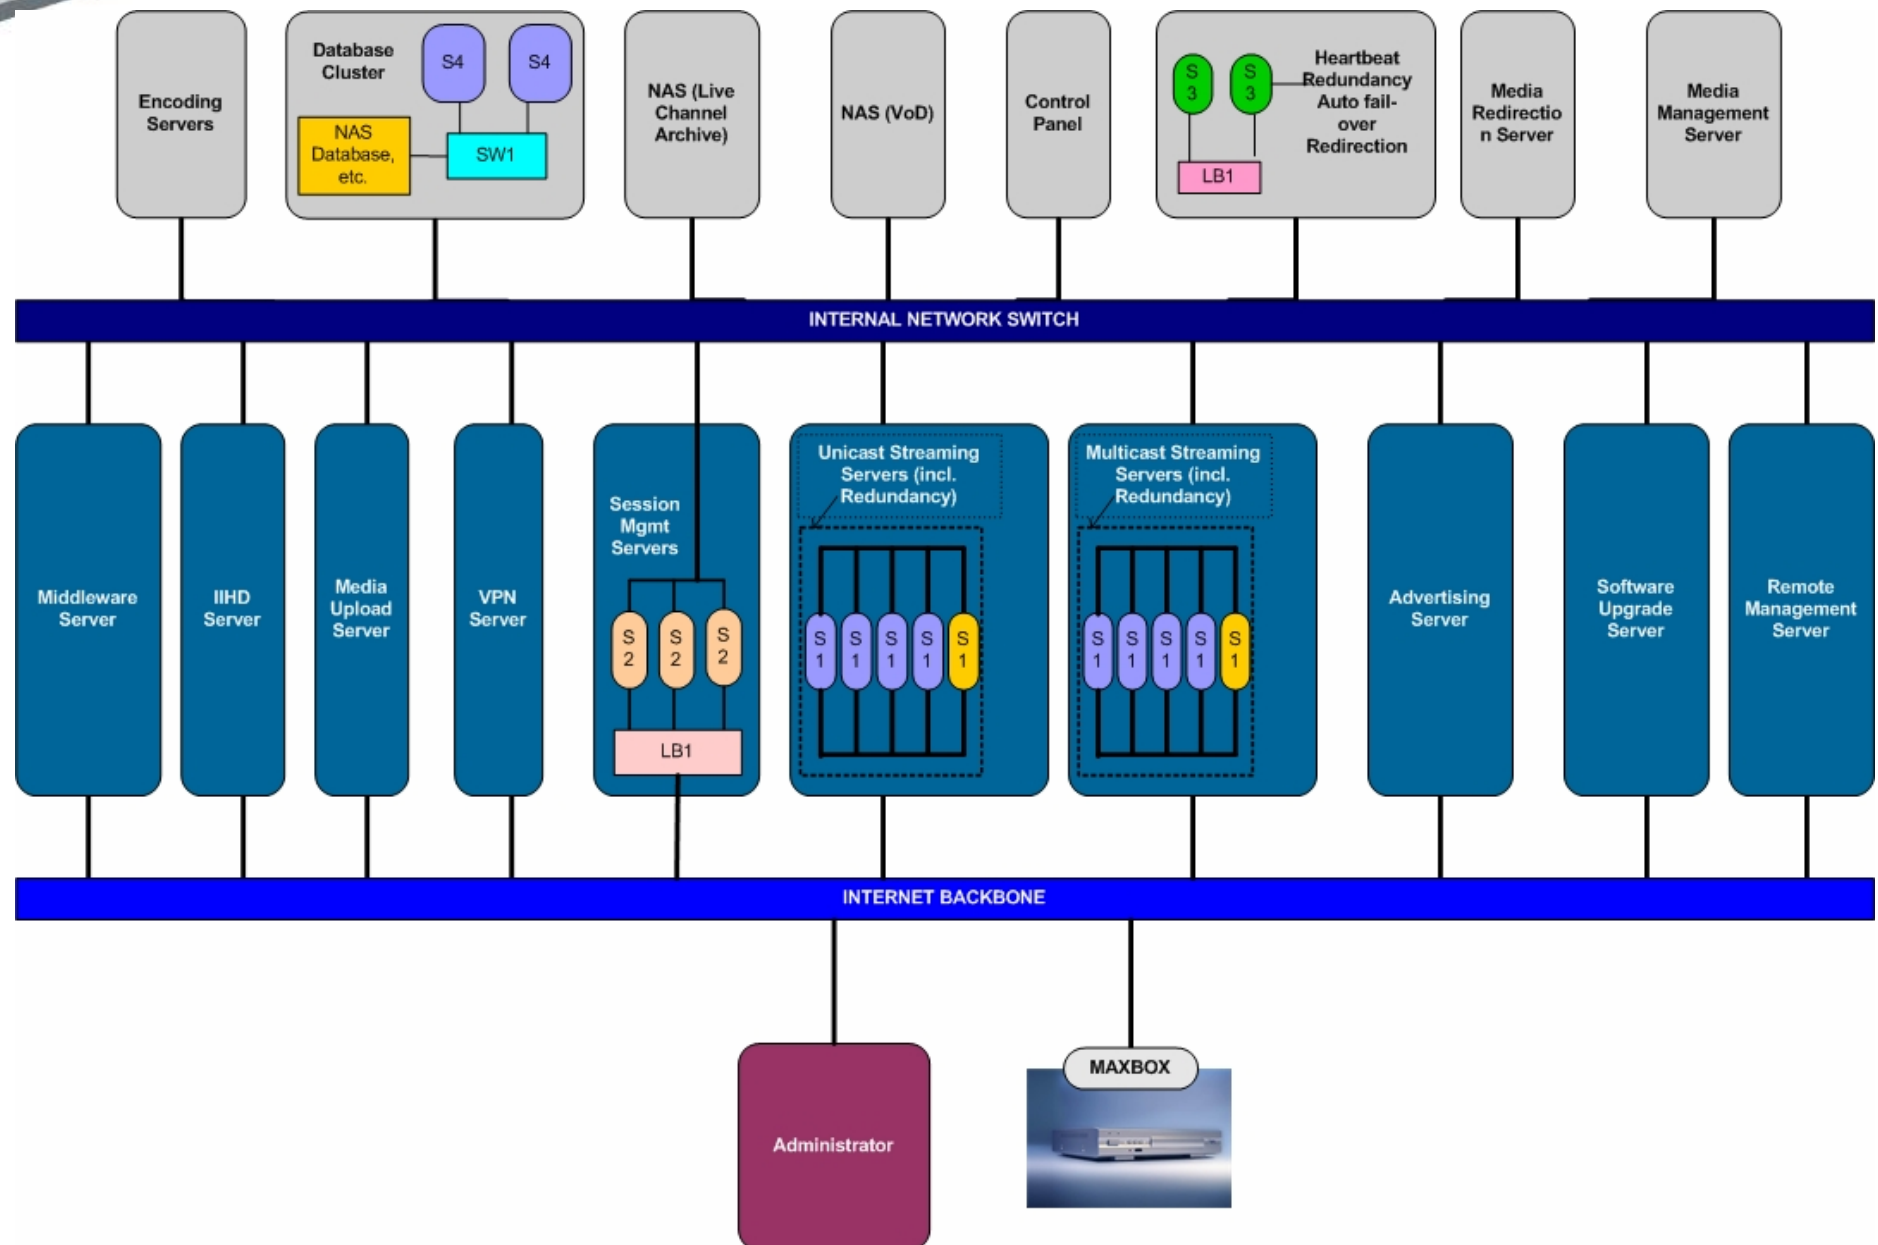 Encoding
Servers
Database
Cluster
S4
S4
NAS
Database,
etc.
SW1
NAS (Live
Channel
Archive)
NAS (VoD)
Control
Panel
S
3
S
3
LB1
Heartbeat
Redundancy
Auto fail-
over
Redirection
Media
Redirectio
n Server
Media
Management
Server
INTERNAL NETWORK SWITCH
Middleware
Server
IIHD
Server
Media
Upload
Server
VPN
Server
Session
Mgmt
Servers
S
2
S
2
S
2
LB1
Unicast Streaming
Servers (incl.
Redundancy)
S
1
S
1
S
1
S
1
S
1
Multicast Streaming
Servers (incl.
Redundancy)
S
1
S
1
S
1
S
1
S
1
Advertising
Server
Software
Upgrade
Server
Remote
Management
Server
INTERNET BACKBONE
Administrator
MAXBOX